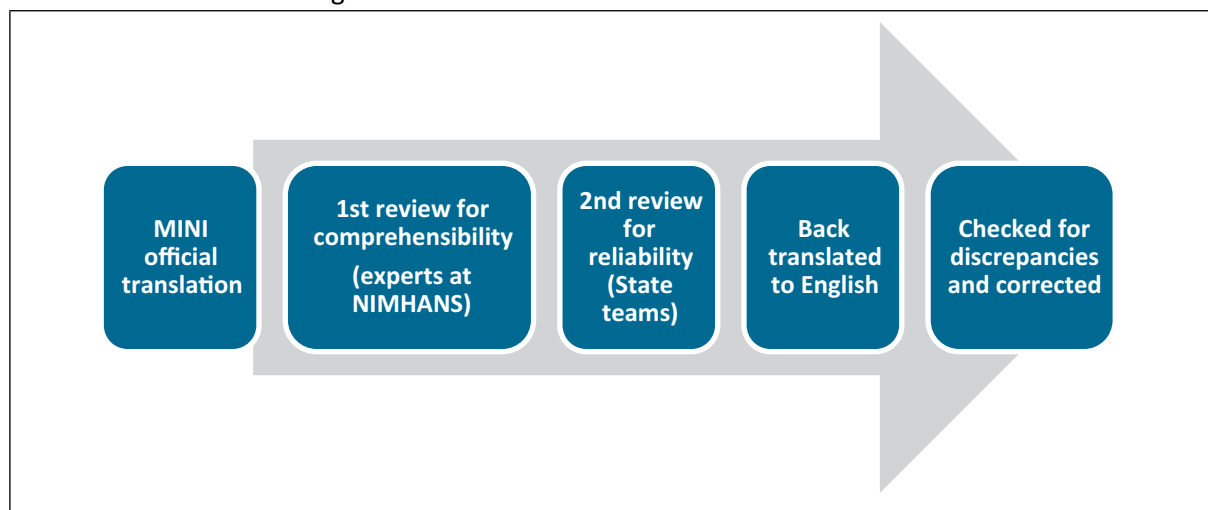 MINI
official
translation
1st review for
comprehensibility
(experts at
NIMHANS)
2nd review
for
reliability
(State
teams)
Back
translated
to English
Checked for
discrepancies
and corrected